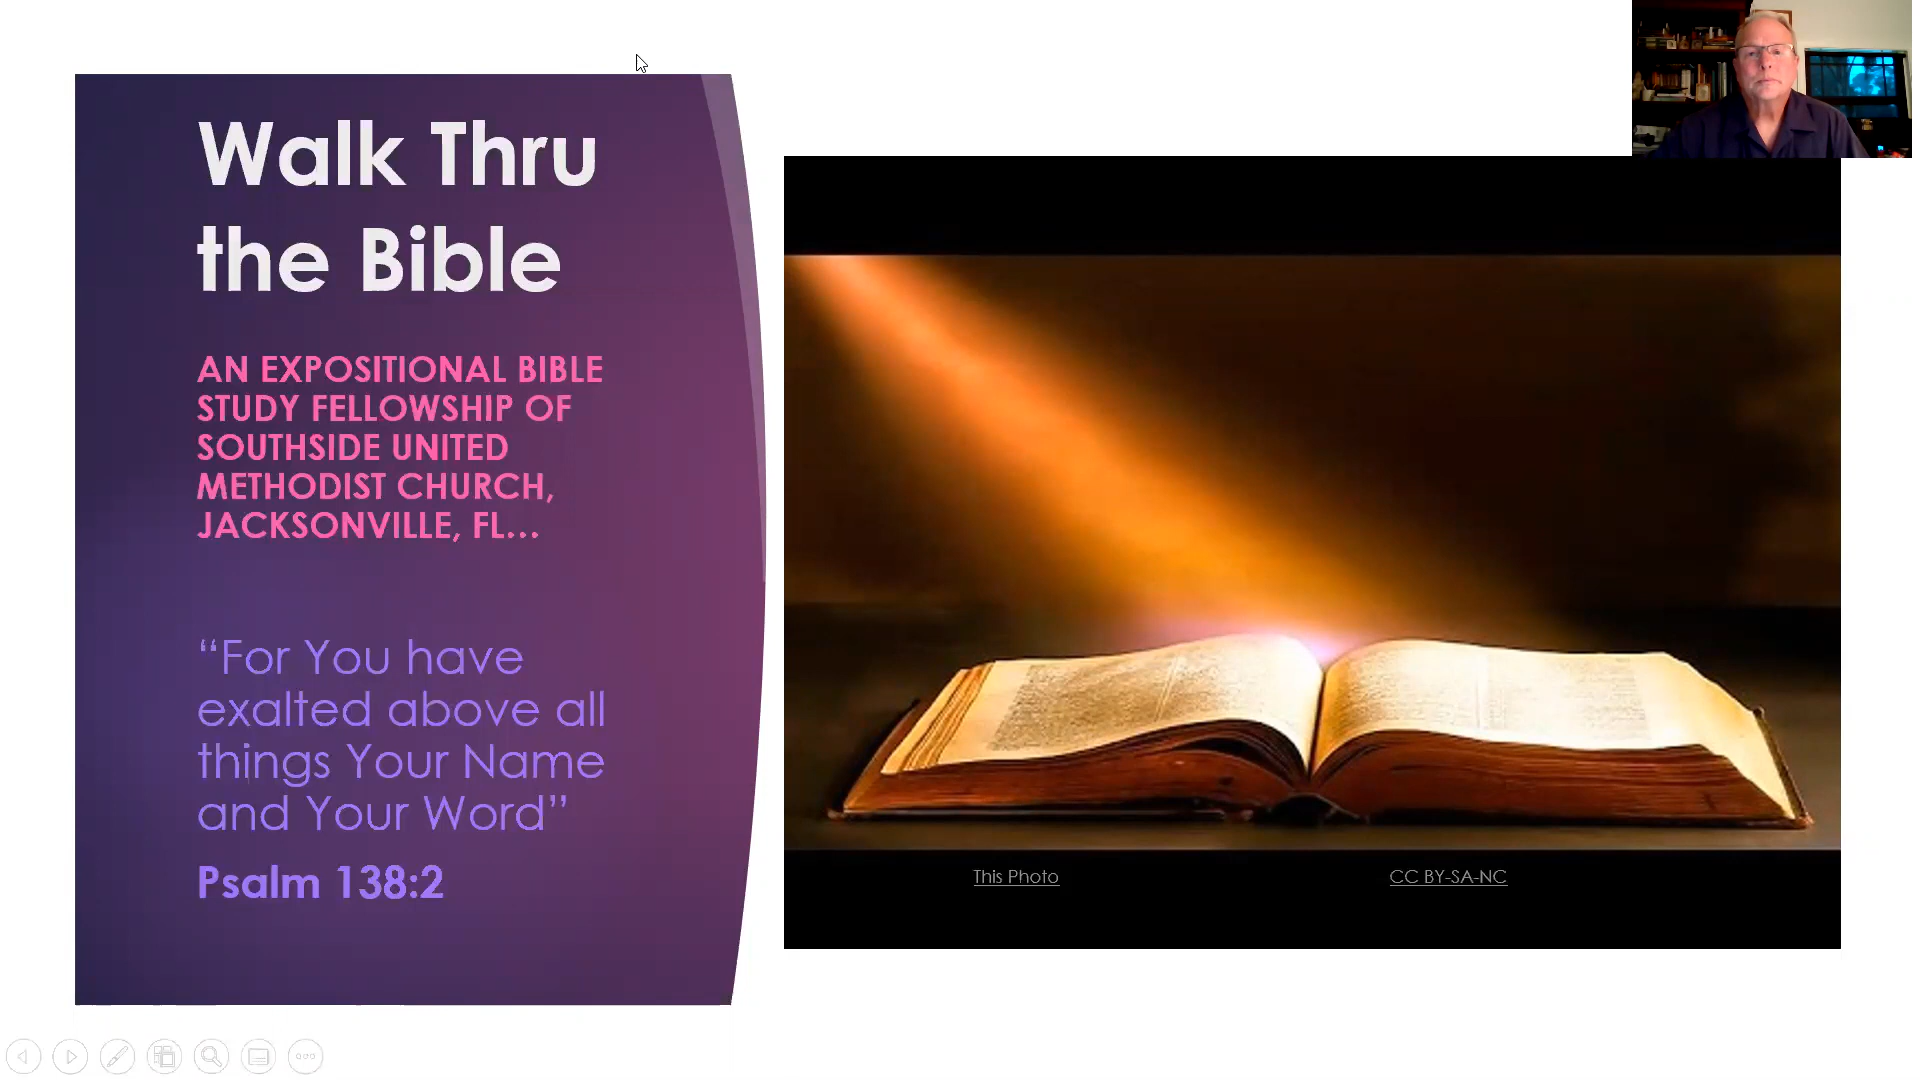 Walk Thru
the Bible
AN EXPOSITIONAL BIBLE
STUDY FELLOWSHIP OF
SOUTHSIDE UNITED
METHODIST CHURCH,
JACKSONVILLE, FL...
“For You have
exalted above all
things Your Name
and Your Word”
Psalm 138:2
This Photo
CC BY-SA-NC